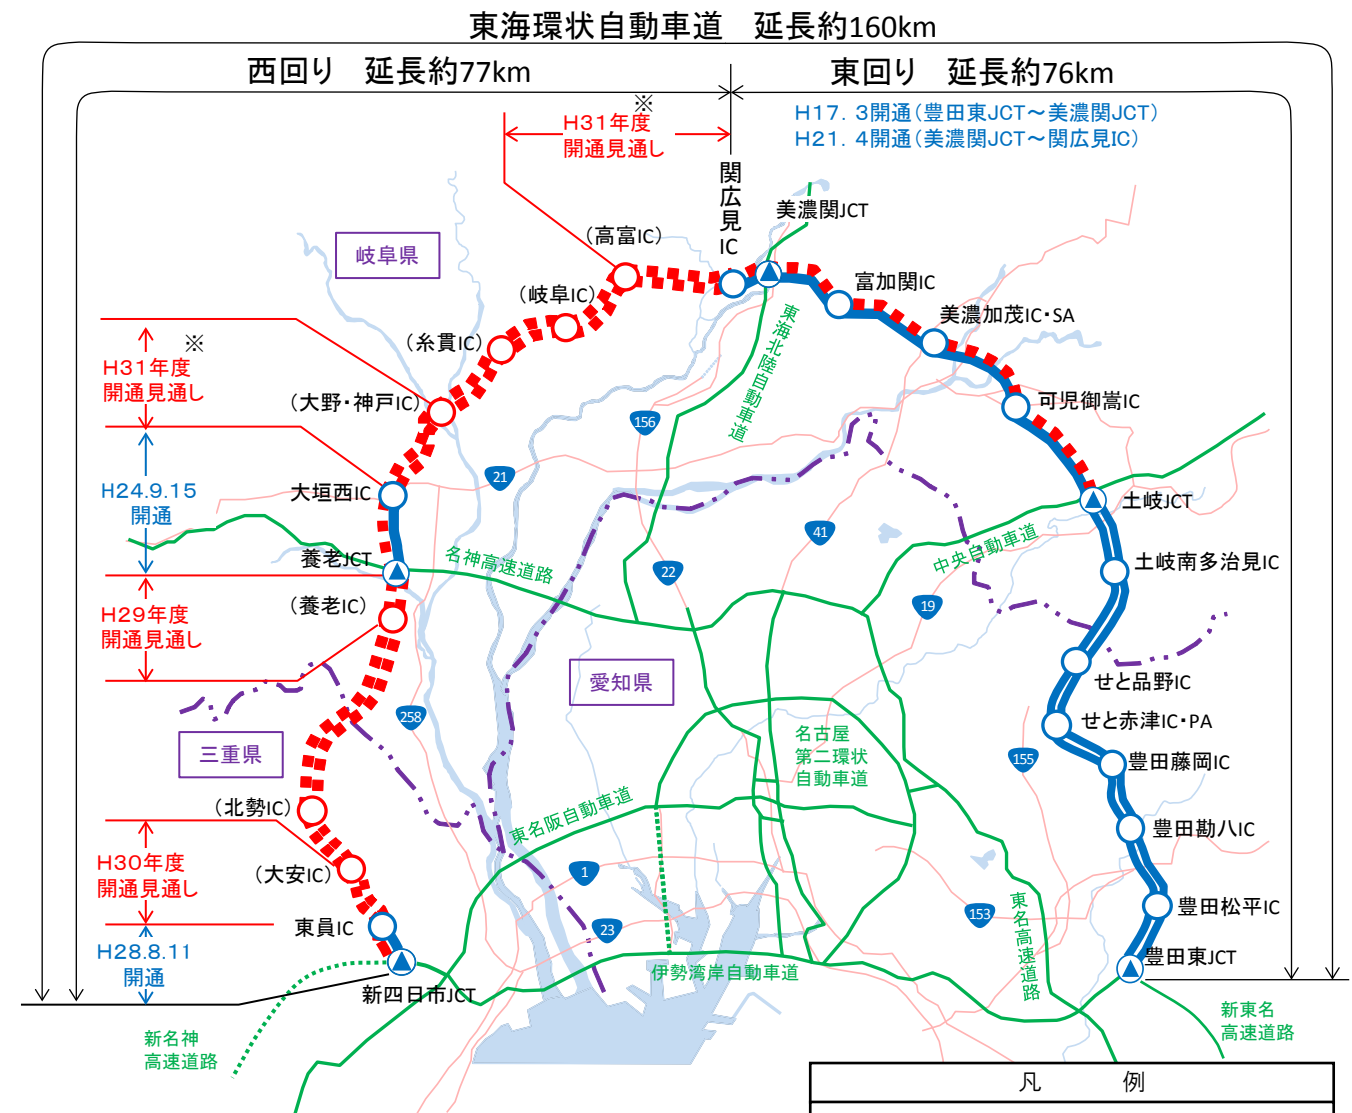 東海環状自動車道　延長約160km
西回り　延長約77km
東回り　延長約76km
※
H31年度
開通見通し
H17. 3開通(豊田東JCT～美濃関JCT)
H21. 4開通(美濃関JCT～関広見IC)
関広見IC
美濃関JCT
(高富IC)
岐阜県
富加関IC
(岐阜IC)
美濃加茂IC・SA
(糸貫IC)
東海北陸自動車道
※
H31年度
開通見通し
(大野・神戸IC)
可児御嵩IC
156
21
H24.9.15
開通
大垣西IC
土岐JCT
41
養老JCT
名神高速道路
22
中央自動車道
土岐南多治見IC
19
H29年度
開通見通し
(養老IC)
愛知県
せと品野IC
258
せと赤津IC・PA
三重県
名古屋
第二環状
自動車道
155
豊田藤岡IC
(北勢IC)
東名阪自動車道
豊田勘八IC
H30年度
開通見通し
(大安IC)
1
東名高速道路
153
豊田松平IC
東員IC
23
H28.8.11
開通
伊勢湾岸自動車道
豊田東JCT
新四日市JCT
新名神
高速道路
新東名
高速道路
凡　例